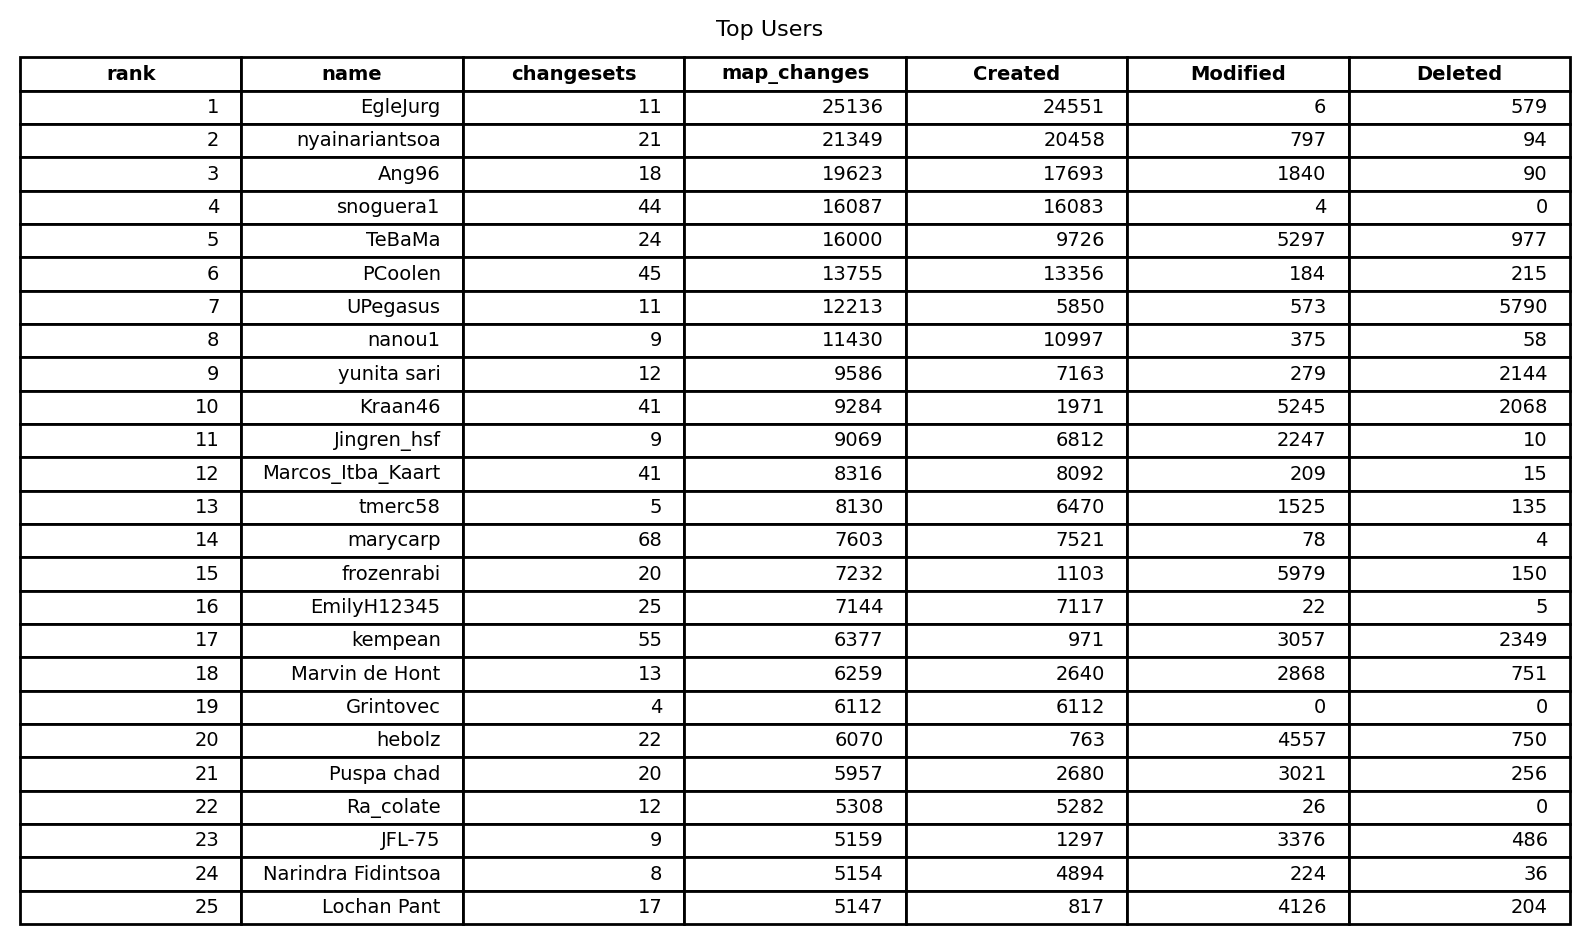 Top Users
rank name changesets map_changes Created Modified Deleted
1 EgleJurg 11 25136 24551 6 579
2 nyainariantsoa 21 21349 20458 797 94
3 Ang96 18 19623 17693 1840 90
4 snoguera1 44 16087 16083 4 0
5 TeBaMa 24 16000 9726 5297 977
6 PCoolen 45 13755 13356 184 215
7 UPegasus 11 12213 5850 573 5790
8 nanou1 9 11430 10997 375 58
9 yunita sari 12 9586 7163 279 2144
10 Kraan46 41 9284 1971 5245 2068
11 Jingren_hsf 9 9069 6812 2247 10
12 Marcos_Itba_Kaart 41 8316 8092 209 15
13 tmerc58 5 8130 6470 1525 135
14 marycarp 68 7603 7521 78 4
15 frozenrabi 20 7232 1103 5979 150
16 EmilyH12345 25 7144 7117 22 5
17 kempean 55 6377 971 3057 2349
18 Marvin de Hont 13 6259 2640 2868 751
19 Grintovec 4 6112 6112 0 0
20 hebolz 22 6070 763 4557 750
21 Puspa chad 20 5957 2680 3021 256
22 Ra_colate 12 5308 5282 26 0
23 JFL-75 9 5159 1297 3376 486
24 Narindra Fidintsoa 8 5154 4894 224 36
25 Lochan Pant 17 5147 817 4126 204